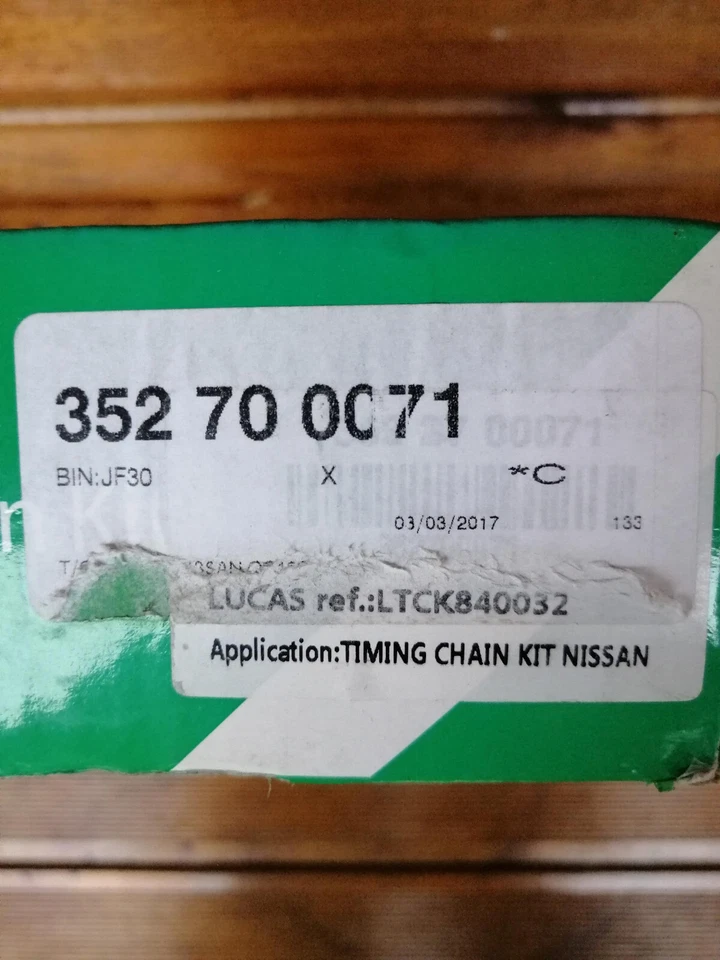 352 70 0071
BIN:JF30 X *C
03/03/2017 133
LUCAS ref.:LTCK840032
Application:TIMING CHAIN KIT NISSAN